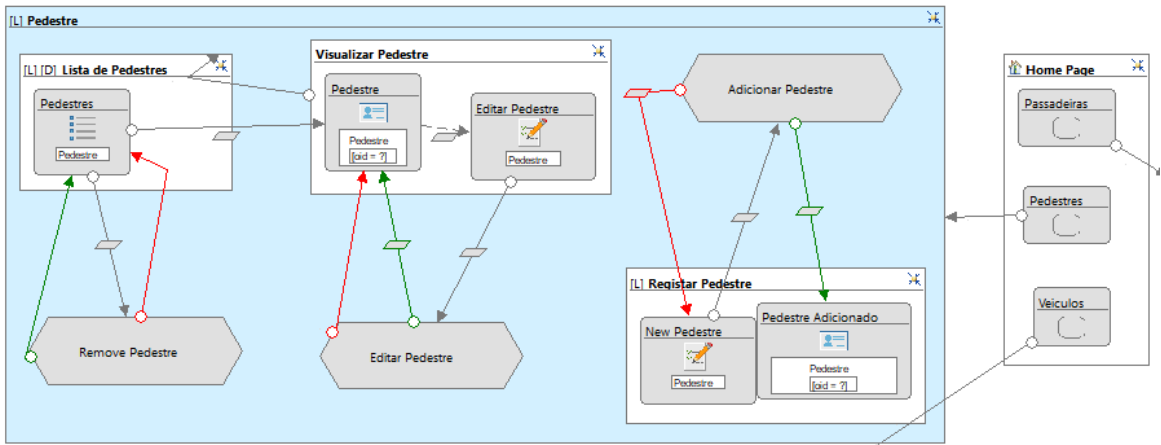 [L] Pedestre
[L] [D] Lista de Pedestres
Pedestres
Pedestre
Visualizar Pedestre
Pedestre
Pedestre
[oid = ?]
Editar Pedestre
Pedestre
Adicionar Pedestre
Home Page
Passadeiras
Pedestres
Veiculos
Remove Pedestre
Editar Pedestre
[L] Registar Pedestre
New Pedestre
Pedestre
Pedestre Adicionado
Pedestre
[oid = ?]